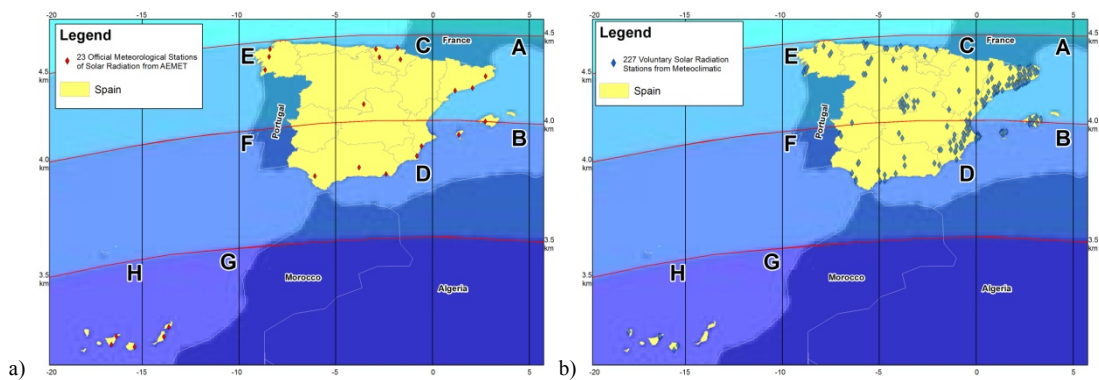 -20
-15
-10
-5
0
5
Legend
23 Official Meteorological Stations
of Solar Radiation from AEMET
Spain
E
C
France
A
4.5
km
4.5
km
Portugal
F
4.0
km
B
4.0
km
D
3.5
km
3.5
km
H
G
Morocco
Algeria
-20
-15
-10
-5
0
5
a)
-20
-15
-10
-5
0
5
Legend
227 Voluntary Solar Radiation
Stations from Meteoclimatic
Spain
E
C
France
A
4.5
km
4.5
km
Portugal
F
4.0
km
B
4.0
km
D
3.5
km
3.5
km
H
G
Morocco
Algeria
-20
-15
-10
-5
0
5
b)